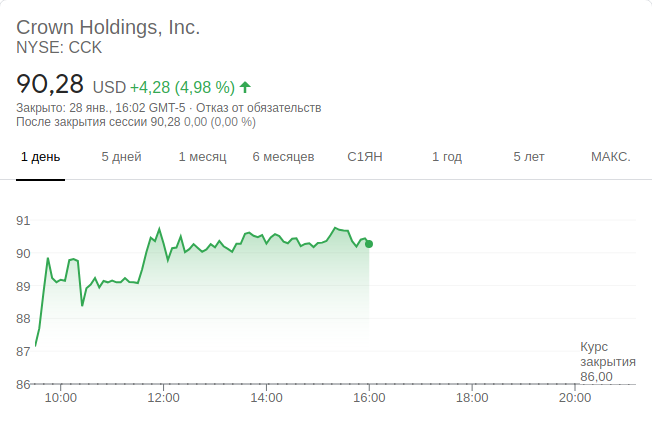 Crown Holdings, Inc.
NYSE: CCK
90,28 USD +4,28 (4,98 %)
Закрыто: 28 янв., 16:02 GMT-5 · Отказ от обязательств
После закрытия сессии 90,28 0,00 (0,00 %)
1 день 5 дней 1 месяц 6 месяцев С1ЯН 1 год 5 лет МАКС.
91
90
89
88
87
86
Курс
закрытия
86,00
10:00 12:00 14:00 16:00 18:00 20:00